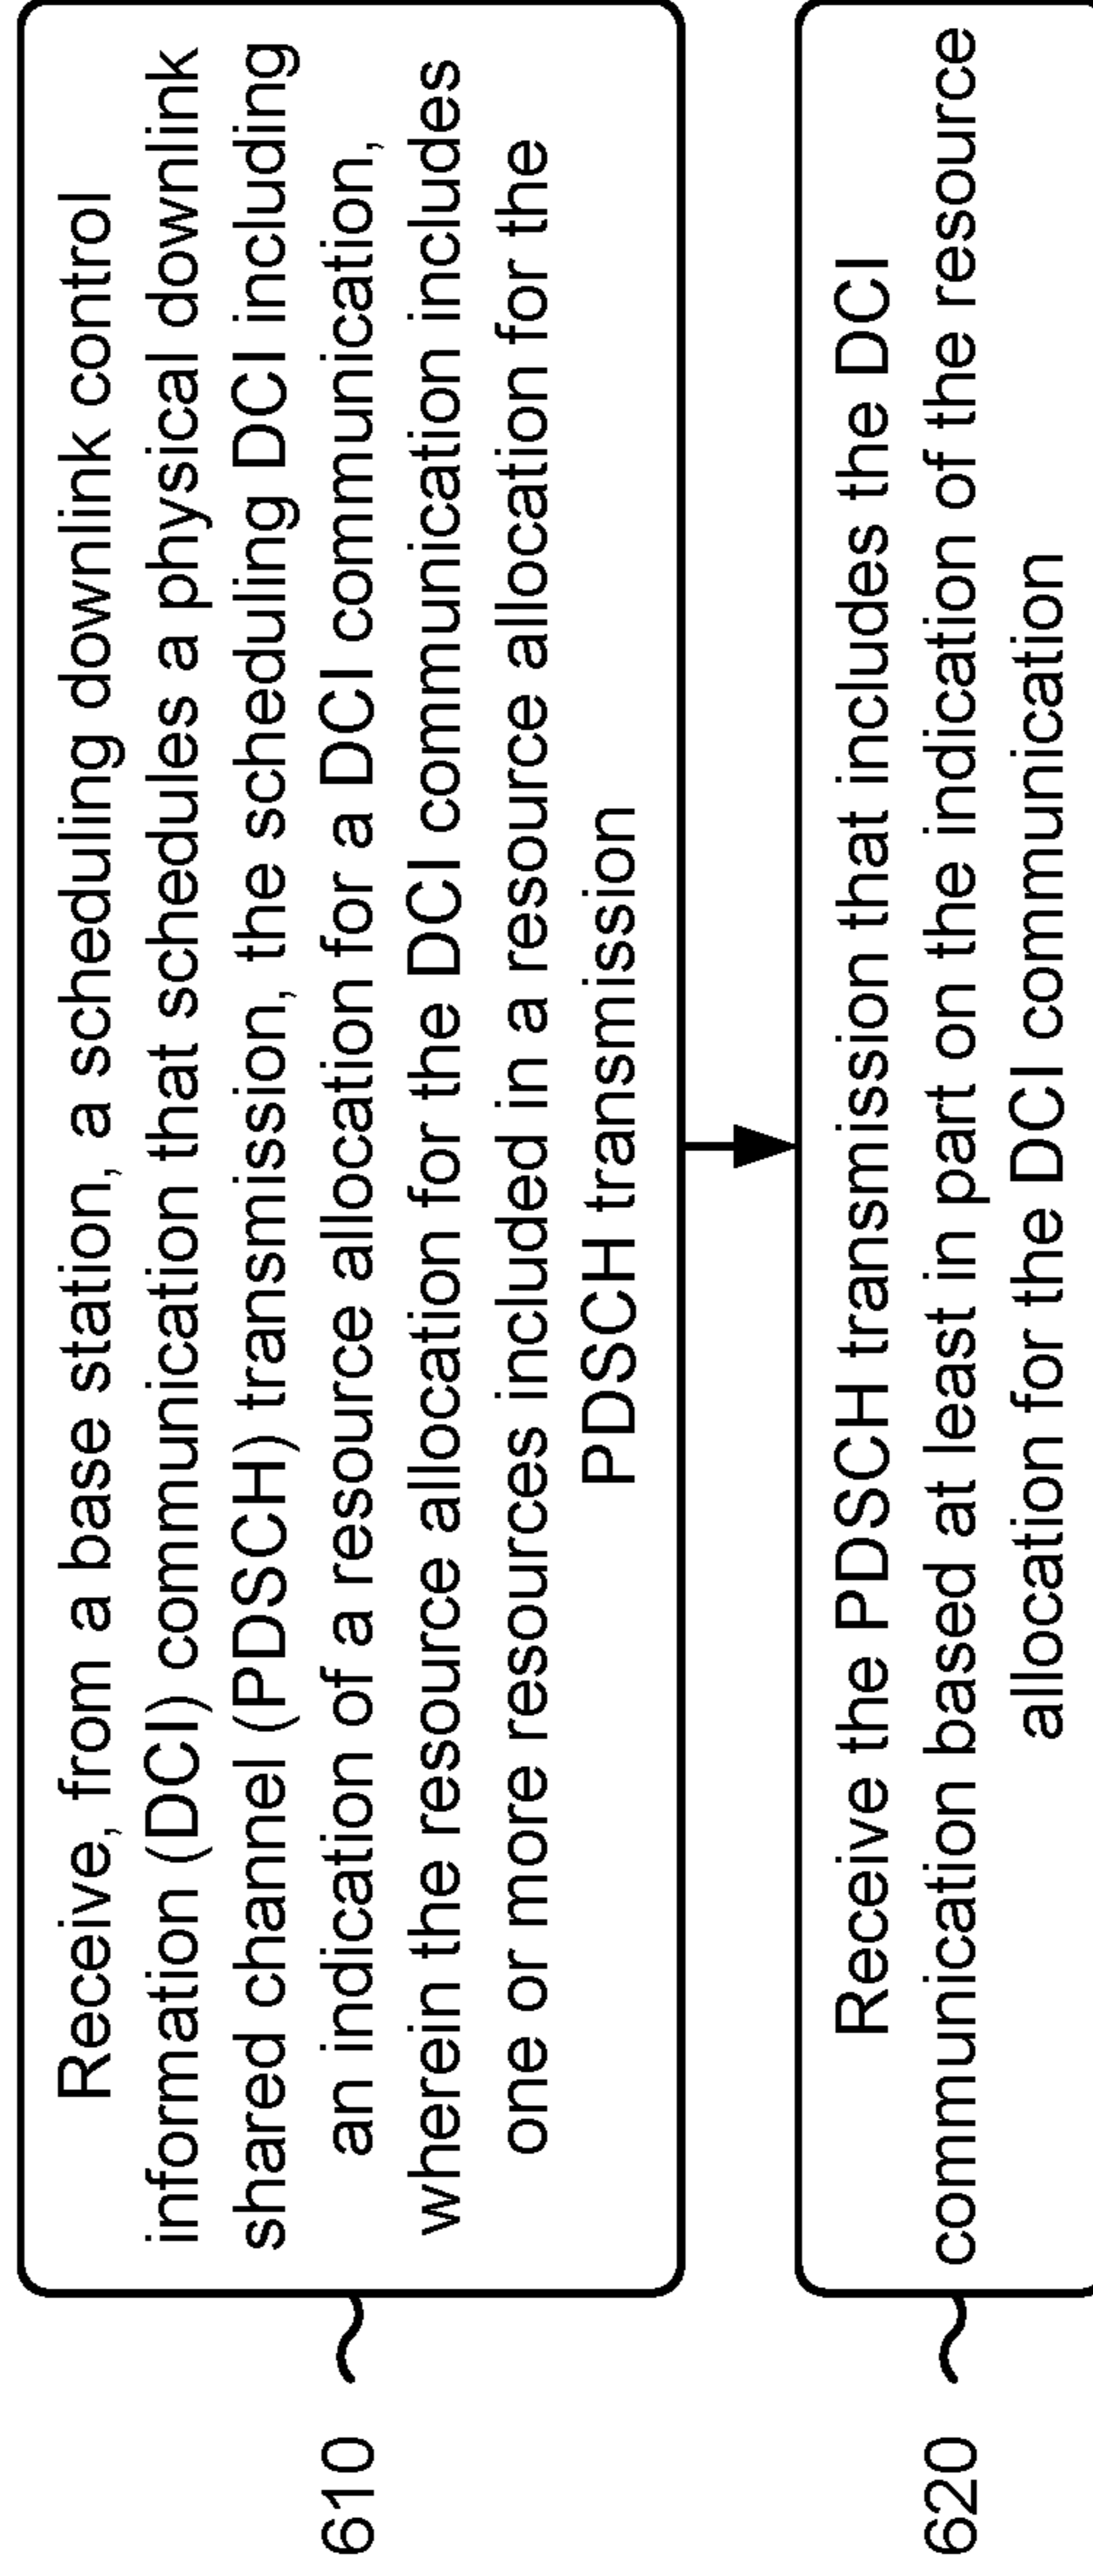 Receive, from a base station, a scheduling downlink control
information (DCI) communication that schedules a physical downlink
shared channel (PDSCH) transmission, the scheduling DCI including
an indication of a resource allocation for a DCI communication,
wherein the resource allocation for the DCI communication includes
one or more resources included in a resource allocation for the
PDSCH transmission
610
Receive the PDSCH transmission that includes the DCI
communication based at least in part on the indication of the resource
allocation for the DCI communication
620